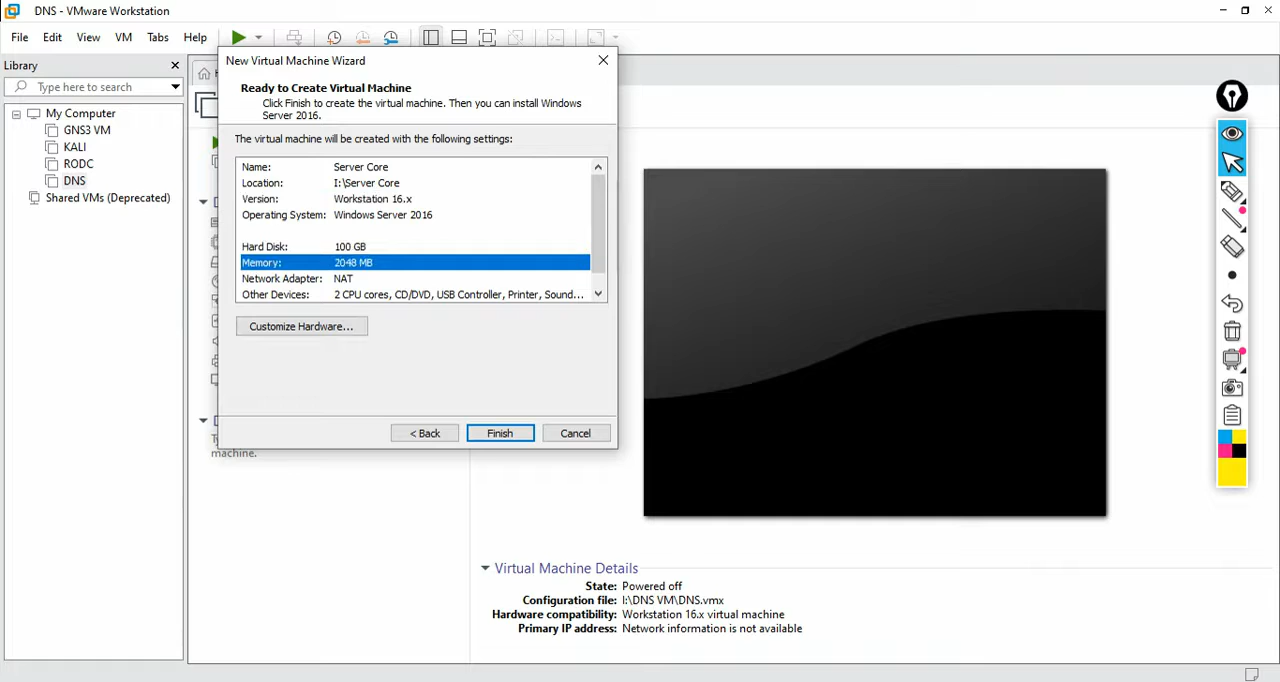 DNS - VMware Workstation
File Edit View VM Tabs Help
Library
Type here to search
My Computer
GNS3 VM
KALI
RODC
DNS
Shared VMs (Deprecated)
New Virtual Machine Wizard
Ready to Create Virtual Machine
Click Finish to create the virtual machine. Then you can install Windows
Server 2016.
The virtual machine will be created with the following settings:
Name: Server Core
Location: I:\Server Core
Version: Workstation 16.x
Operating System: Windows Server 2016
Hard Disk: 100 GB
Memory: 2048 MB
Network Adapter: NAT
Other Devices: 2 CPU cores, CD/DVD, USB Controller, Printer, Sound...
Customize Hardware...
< Back Finish Cancel
machine.
Virtual Machine Details
State: Powered off
Configuration file: I:\DNS VM\DNS.vmx
Hardware compatibility: Workstation 16.x virtual machine
Primary IP address: Network information is not available